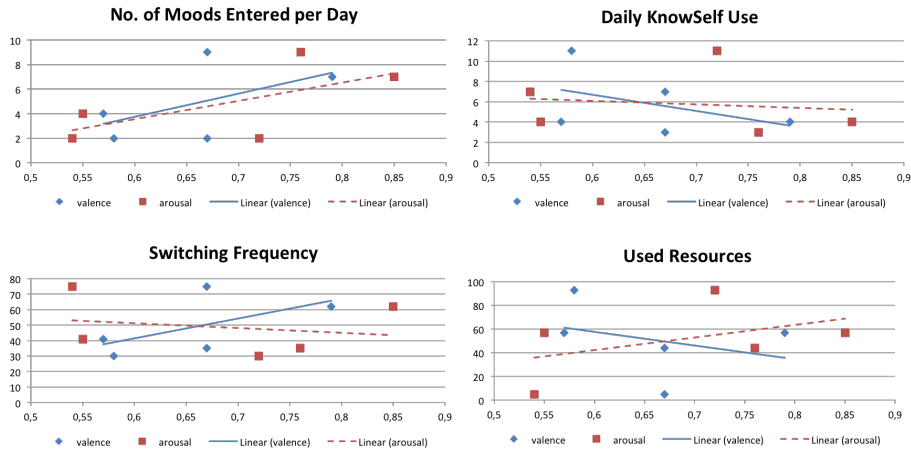 No. of Moods Entered per Day
10
8
6
4
2
0
0,5 0,55 0,6 0,65 0,7 0,75 0,8 0,85 0,9
valence arousal Linear (valence) Linear (arousal)
Daily KnowSelf Use
12
10
8
6
4
2
0
0,5 0,55 0,6 0,65 0,7 0,75 0,8 0,85 0,9
valence arousal Linear (valence) Linear (arousal)
Switching Frequency
80
70
60
50
40
30
20
10
0
0,5 0,55 0,6 0,65 0,7 0,75 0,8 0,85 0,9
valence arousal Linear (valence) Linear (arousal)
Used Resources
100
80
60
40
20
0
0,5 0,55 0,6 0,65 0,7 0,75 0,8 0,85 0,9
valence arousal Linear (valence) Linear (arousal)